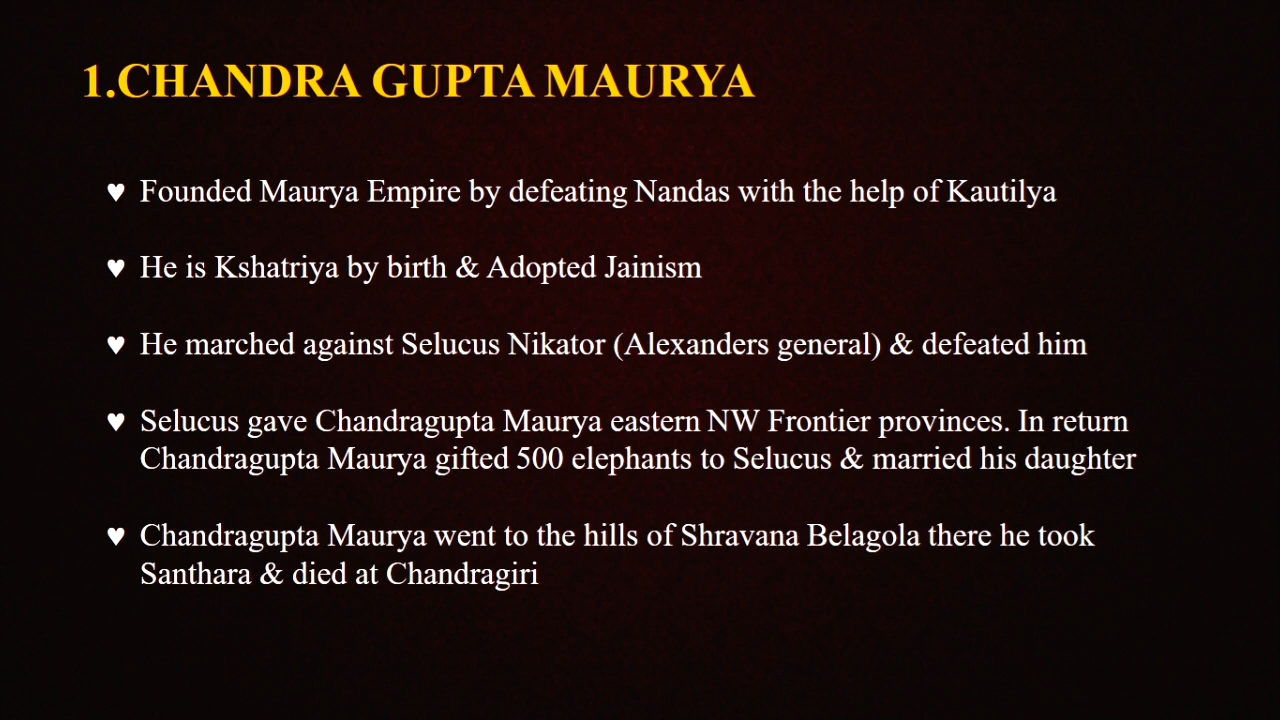 1.CHANDRA GUPTA MAURYA
♥ Founded Maurya Empire by defeating Nandas with the help of Kautilya
♥ He is Kshatriya by birth & Adopted Jainism
♥ He marched against Selucus Nikator (Alexanders general) & defeated him
♥ Selucus gave Chandragupta Maurya eastern NW Frontier provinces. In return
Chandragupta Maurya gifted 500 elephants to Selucus & married his daughter
♥ Chandragupta Maurya went to the hills of Shravana Belagola there he took
Santhara & died at Chandragiri